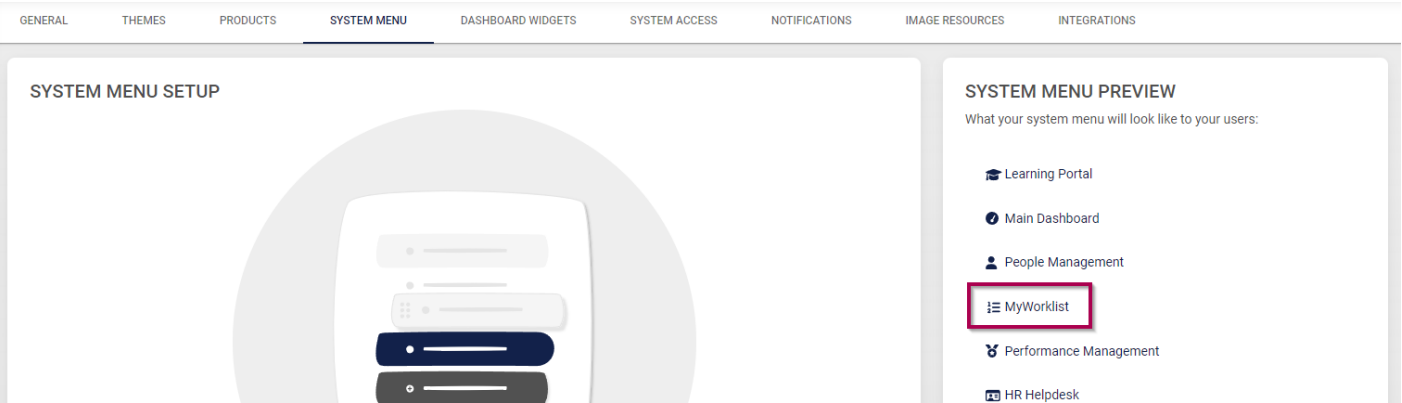 GENERAL THEMES PRODUCTS SYSTEM MENU DASHBOARD WIDGETS SYSTEM ACCESS NOTIFICATIONS IMAGE RESOURCES INTEGRATIONS
SYSTEM MENU SETUP
SYSTEM MENU PREVIEW
What your system menu will look like to your users:
Learning Portal
Main Dashboard
People Management
MyWorklist
Performance Management
HR Helpdesk